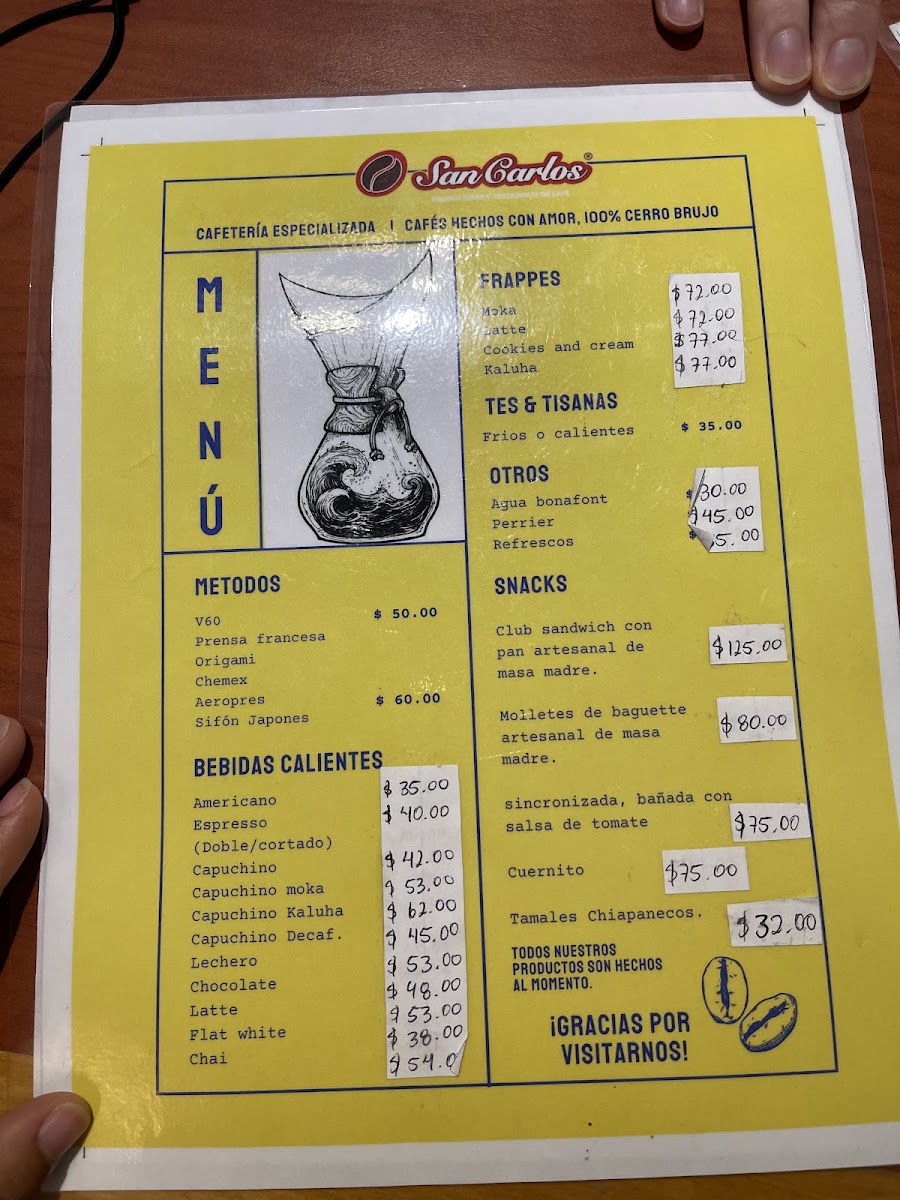 San Carlos®
CAFETERÍA ESPECIALIZADA | CAFÉS HECHOS CON AMOR, 100% CERRO BRUJO
MENÚ
METODOS
V60 $ 50.00
Prensa francesa
Origami
Chemex
Aeropres $ 60.00
Sifón Japones
BEBIDAS CALIENTES
Americano $ 35.00
Espresso $ 40.00
(Doble/cortado)
Capuchino $ 42.00
Capuchino moka $ 53.00
Capuchino Kaluha $ 62.00
Capuchino Decaf. $ 45.00
Lechero $ 53.00
Chocolate $ 48.00
Latte $ 53.00
Flat white $ 38.00
Chai $ 54.0
FRAPPES
Moka $72.00
Latte $72.00
Cookies and cream $77.00
Kaluha $77.00
TES & TISANAS
Frios o calientes $ 35.00
OTROS
Agua bonafont $30.00
Perrier $45.00
Refrescos $ 5.00
SNACKS
Club sandwich con
pan artesanal de $125.00
masa madre.
Molletes de baguette
artesanal de masa $80.00
madre.
sincronizada, bañada con
salsa de tomate $75.00
Cuernito $75.00
Tamales Chiapanecos. $32.00
TODOS NUESTROS
PRODUCTOS SON HECHOS
AL MOMENTO.
¡GRACIAS POR
VISITARNOS!